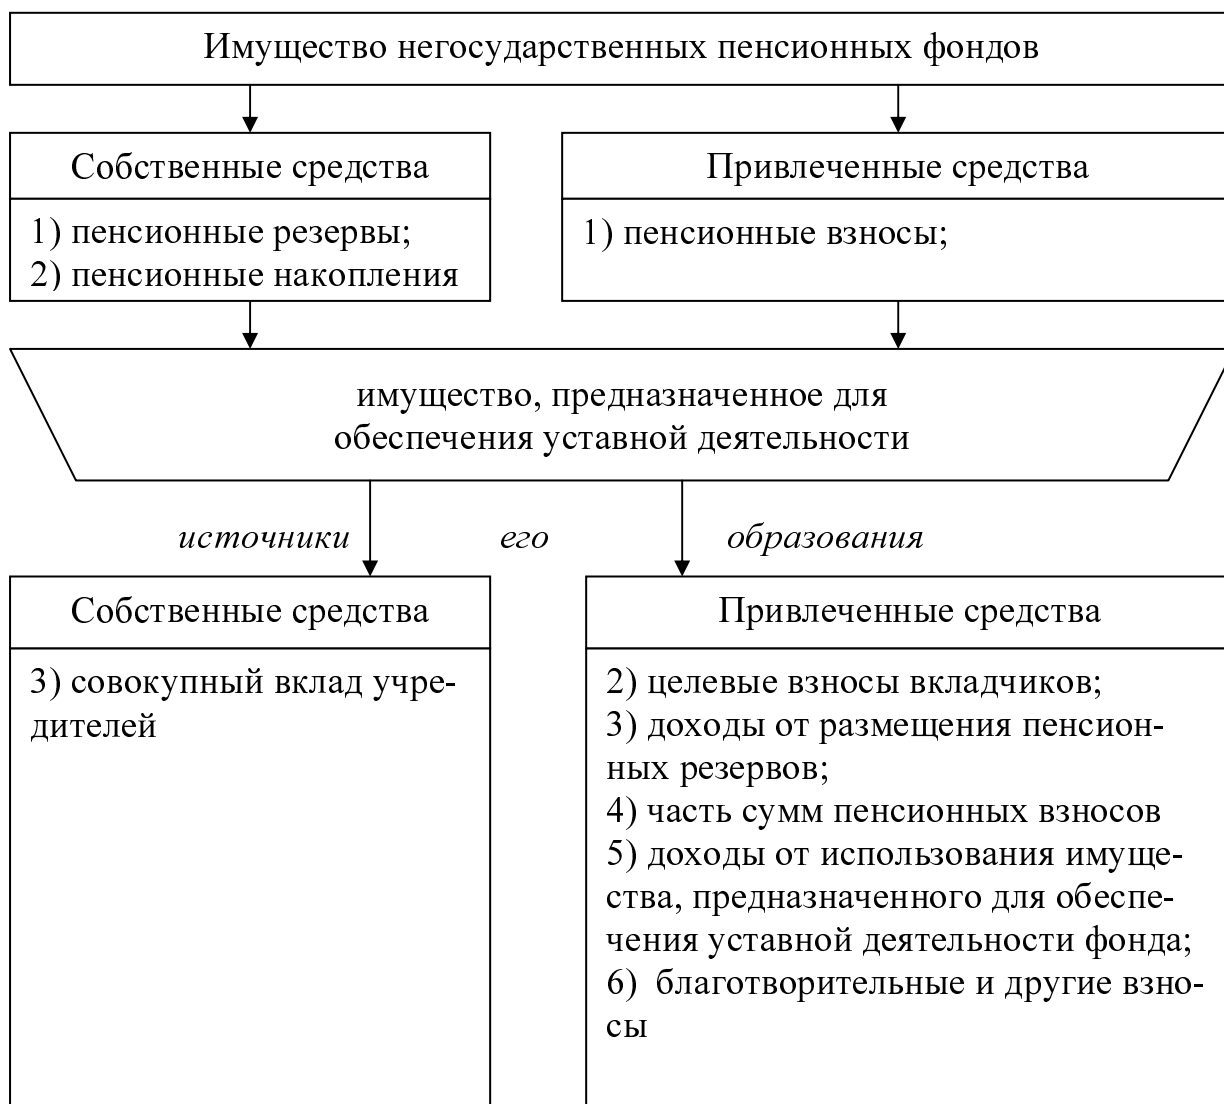 Имущество негосударственных пенсионных фондов
Собственные средства
1) пенсионные резервы;
2) пенсионные накопления
Привлеченные средства
1) пенсионные взносы;
имущество, предназначенное для
обеспечения уставной деятельности
источники его образования
Собственные средства
3) совокупный вклад учре-
дителей
Привлеченные средства
2) целевые взносы вкладчиков;
3) доходы от размещения пенсион-
ных резервов;
4) часть сумм пенсионных взносов
5) доходы от использования имуще-
ства, предназначенного для обеспе-
чения уставной деятельности фонда;
6) благотворительные и другие взно-
сы